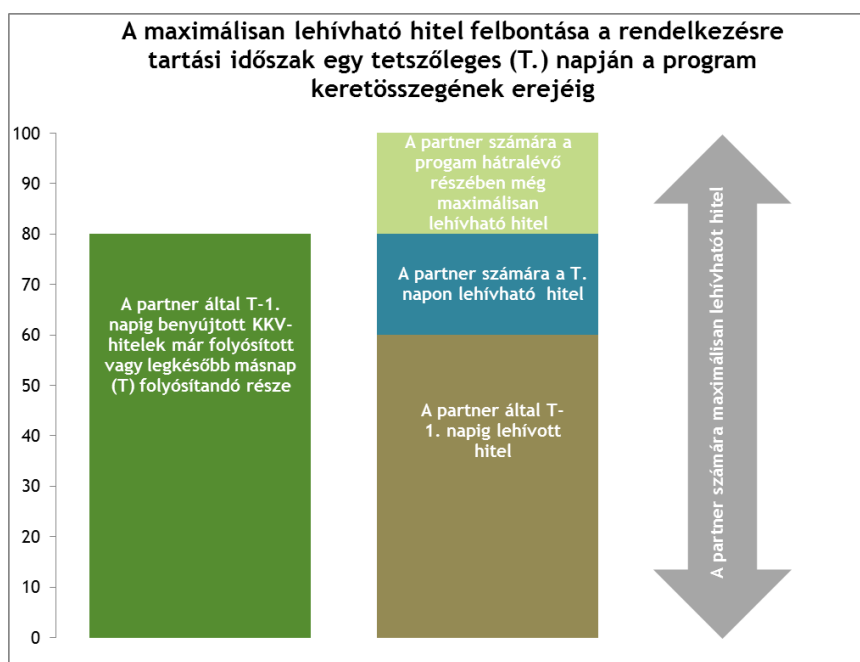 A maximálisan lehívható hitel felbontása a rendelkezésre
tartási időszak egy tetszőleges (T.) napján a program
keretösszegének erejéig
100
90
80
70
60
50
40
30
20
10
0
A partner által T-1.
napig benyújtott KKV-
hitelek már folyósított
vagy legkésőbb másnap
(T) folyósítandó része
A partner számára a
progam hátralévő
részében még
maximálisan
lehívható hitel
A partner számára a T.
napon lehívható hitel
A partner által T-
1. napig lehívott
hitel
A partner számára maximálisan lehívhatót hitel